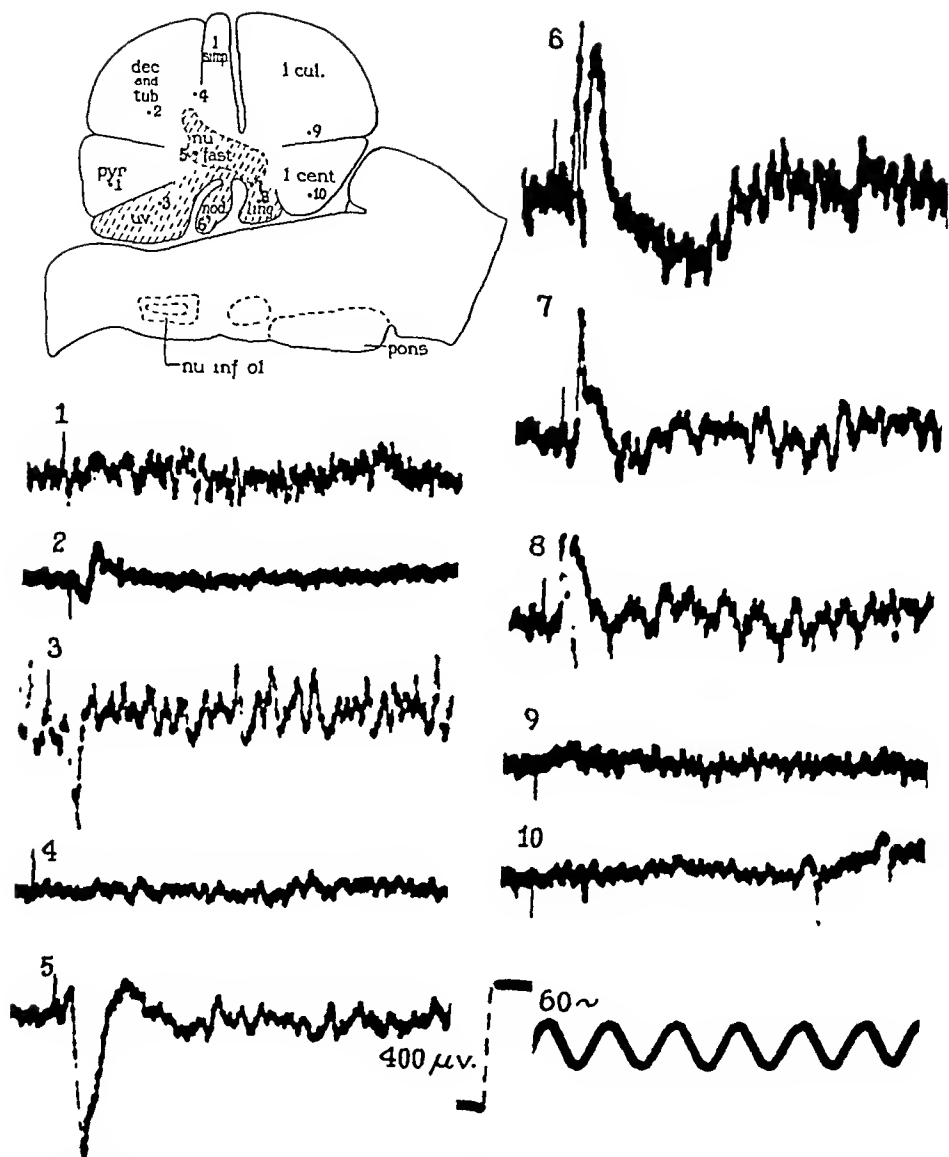 1
simp
dec
and
tub
•2
•4
1 cul.
•9
nu
fast
5•
7
pyr
•1
1 cent
•10
•3
uv.
nod
6
8
ling
nu inf ol
pons
1
2
3
4
5
6
7
8
9
10
400 μv.
60~